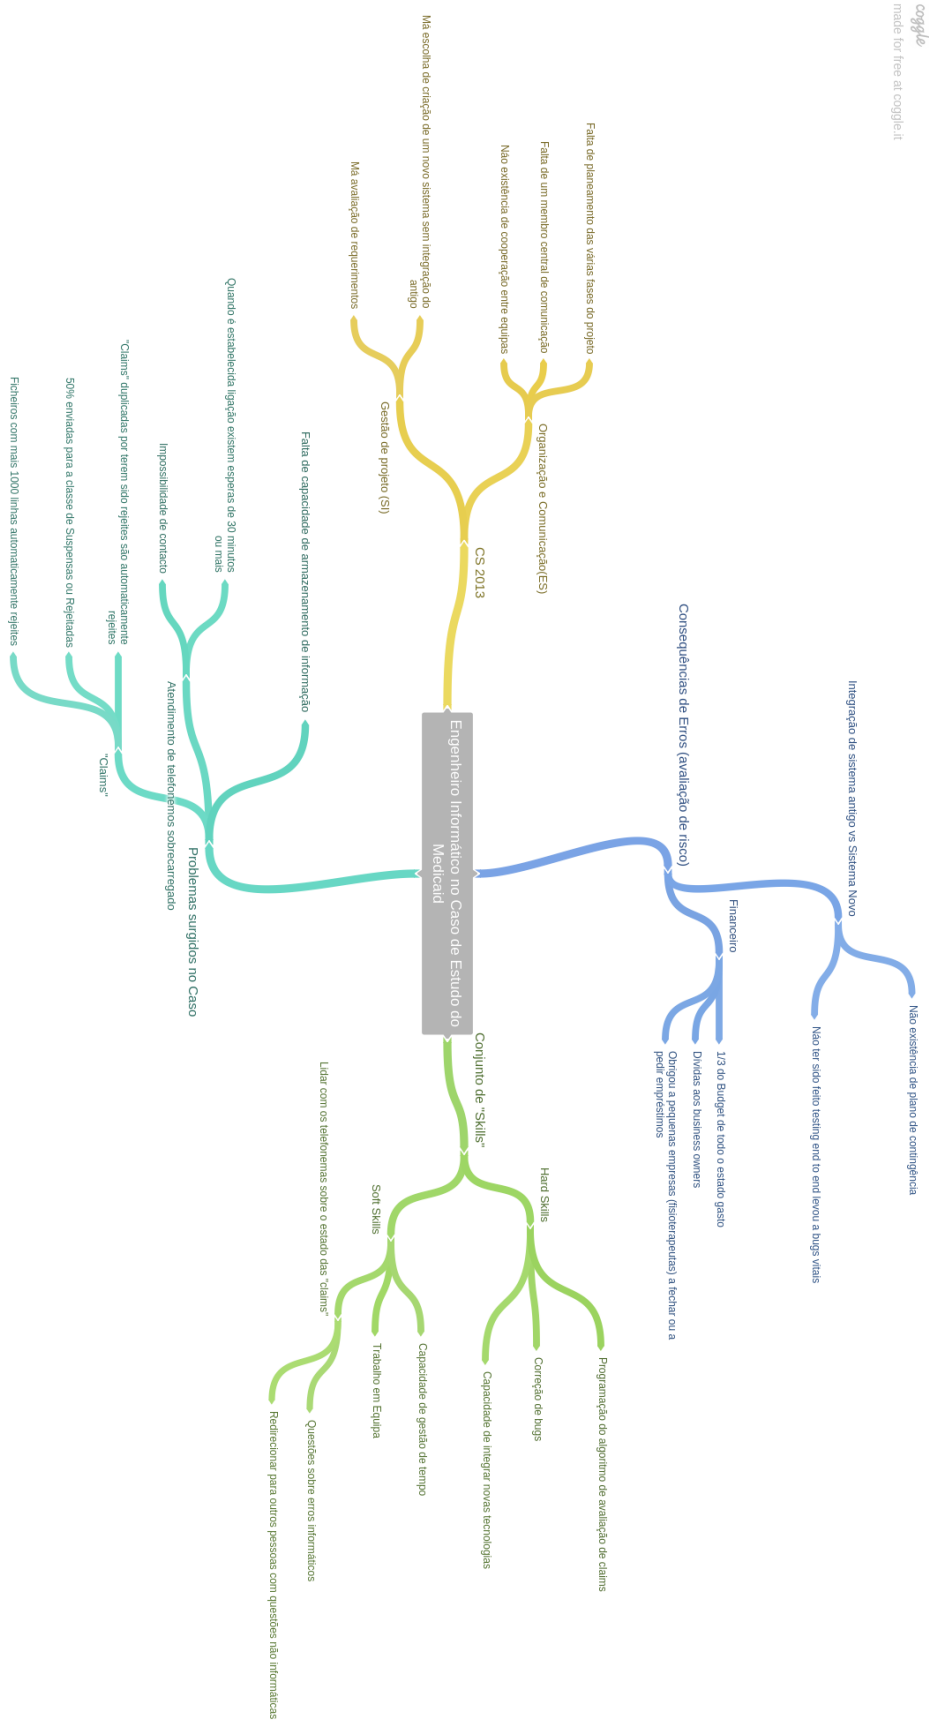 coggle
made for free at coggle.it
Engenheiro Informático no Caso de Estudo do
Medicaid
CS 2013
Organização e Comunicação(ES)
Falta de planeamento das várias fases do projeto
Falta de um membro central de comunicação
Não existência de cooperação entre equipas
Gestão de projeto (SI)
Má escolha de criação de um novo sistema sem integração do
antigo
Má avaliação de requerimentos
Consequências de Erros (avaliação de risco)
Integração de sistema antigo vs Sistema Novo
Não existência de plano de contingência
Não ter sido feito testing end to end levou a bugs vitais
Financeiro
1/3 do Budget de todo o estado gasto
Dívidas aos business owners
Obrigou a pequenas empresas (fisioterapeutas) a fechar ou a
pedir empréstimos
Problemas surgidos no Caso
Falta de capacidade de armazenamento de informação
Atendimento de telefonemos sobrecarregado
Quando é estabelecida ligação existem esperas de 30 minutos
ou mais
Impossibilidade de contacto
"Claims"
"Claims" duplicadas por terem sido rejeites são automaticamente
rejeites
50% enviadas para a classe de Suspensas ou Rejeitadas
Ficheiros com mais 1000 linhas automaticamente rejeites
Conjunto de "Skills"
Hard Skills
Programação do algoritmo de avaliação de claims
Correção de bugs
Capacidade de integrar novas tecnologias
Soft Skills
Capacidade de gestão de tempo
Trabalho em Equipa
Lidar com os telefonemas sobre o estado das "claims"
Questões sobre erros informáticos
Redirecionar para outros pessoas com questões não informáticas